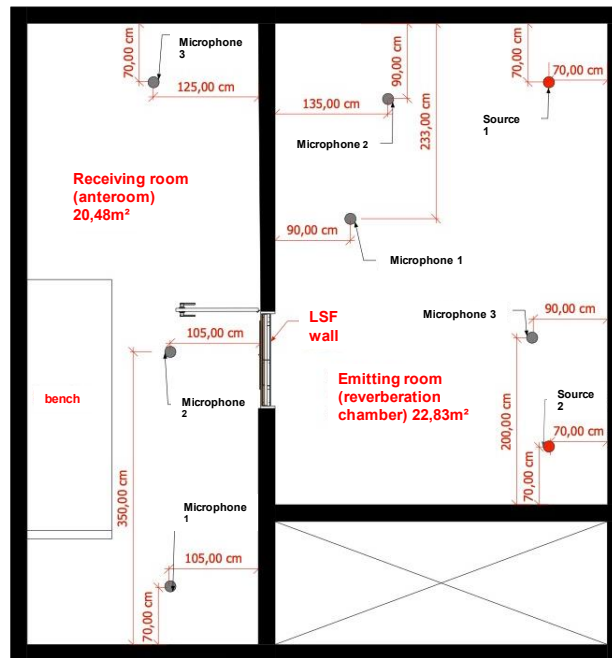 70,00 cm
Microphone
3
125,00 cm
90,00 cm
70,00 cm
70,00 cm
135,00 cm
Microphone 2
233,00 cm
Source
1
Receiving room
(anteroom)
20,48m²
90,00 cm
Microphone 1
LSF
wall
Microphone 3
90,00 cm
105,00 cm
Emitting room
(reverberation
chamber) 22,83m²
bench
Microphone
2
Source
2
200,00 cm
70,00 cm
70,00 cm
350,00 cm
Microphone
1
105,00 cm
70,00 cm